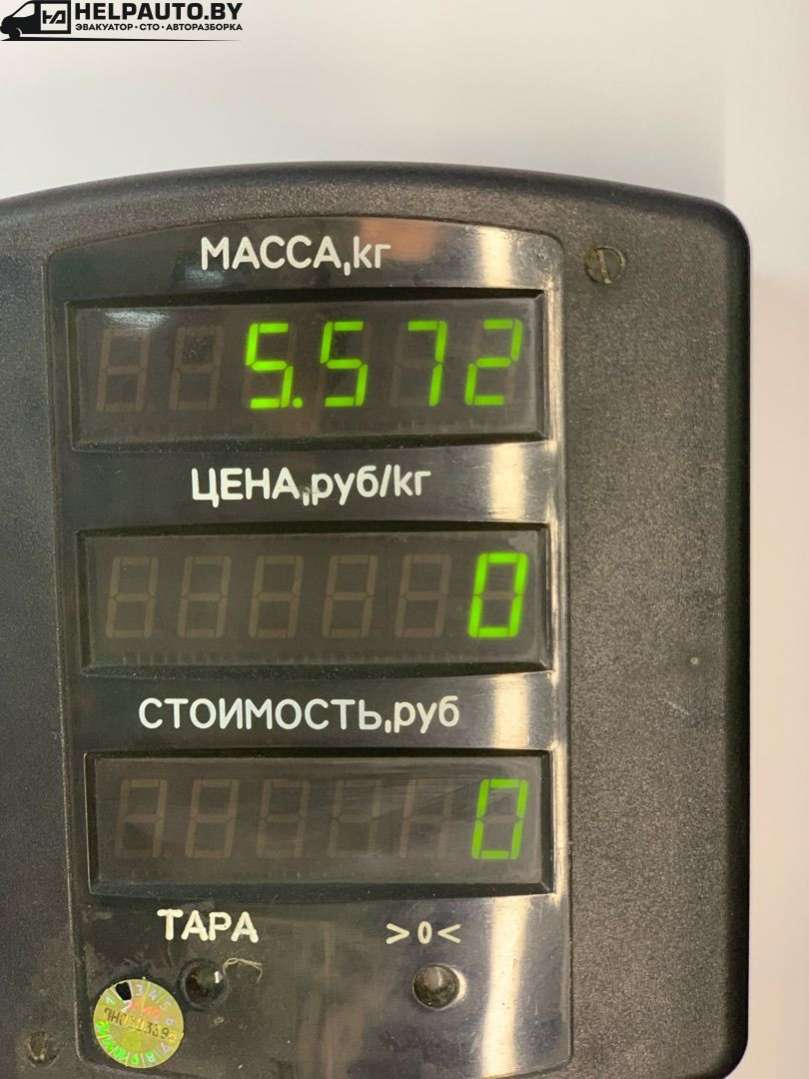 HELPAUTO.BY
ЭВАКУАТОР • СТО • АВТОРАЗБОРКА
МАССА,кг
5.572
ЦЕНА,руб/кг
0
СТОИМОСТЬ,руб
0
ТАРА >0<